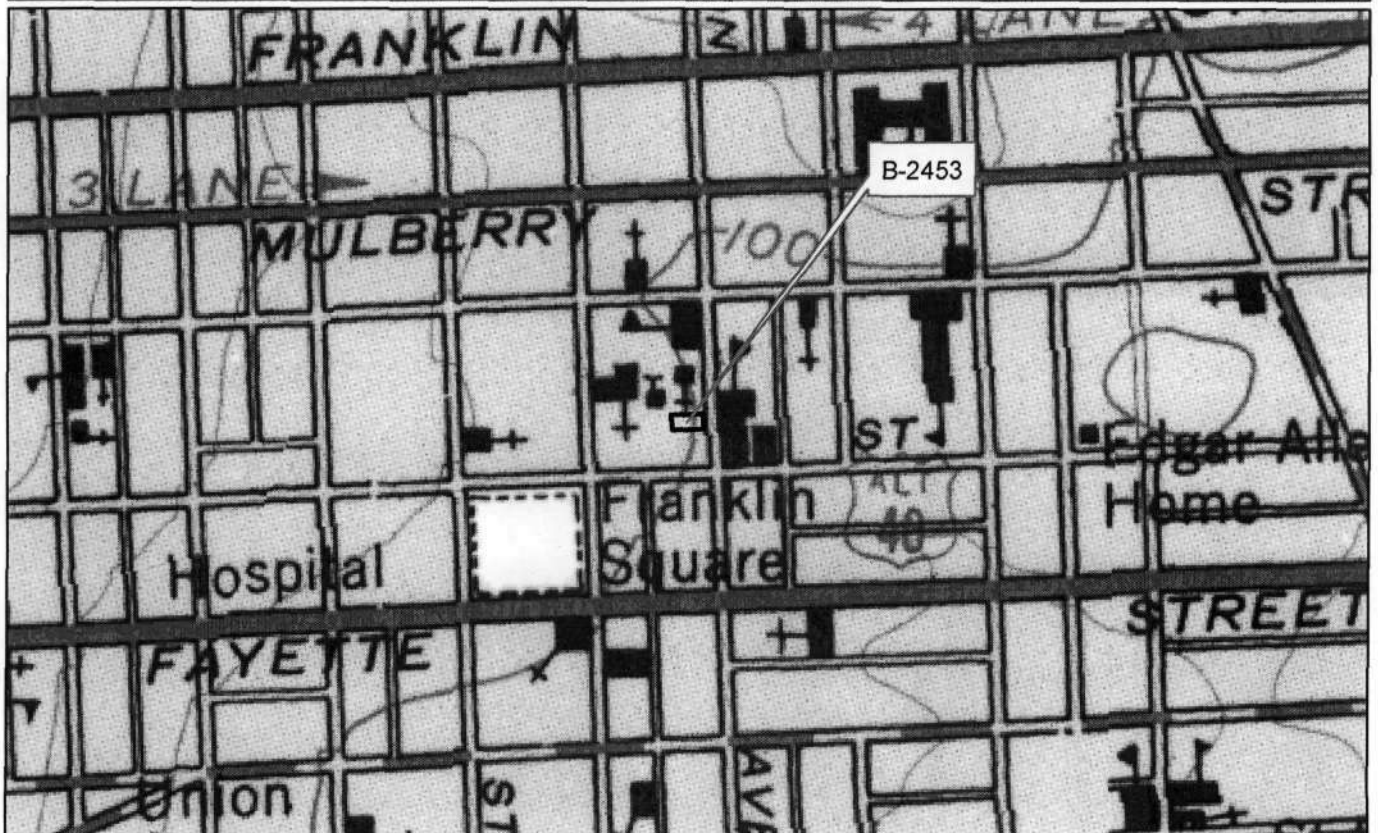 FRANKLIN
4 LANE
B-2453
3 LANE
STR
MULBERRY
100
ST
Edgar Alle
Home
ALT
40
Franklin
Square
Hospital
FAYETTE
STREET
Union
ST
AVE